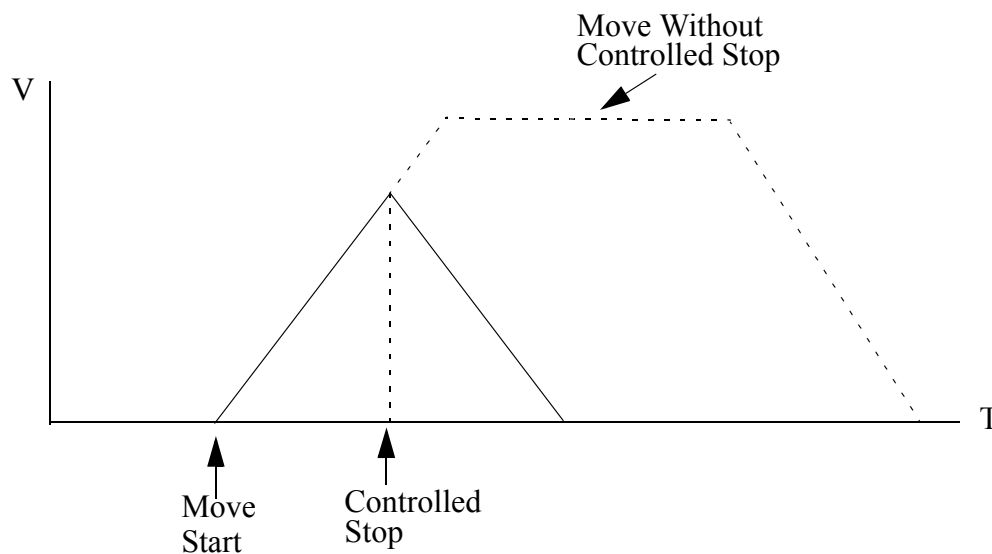 Move Without
Controlled Stop
V
T
Move
Start
Controlled
Stop